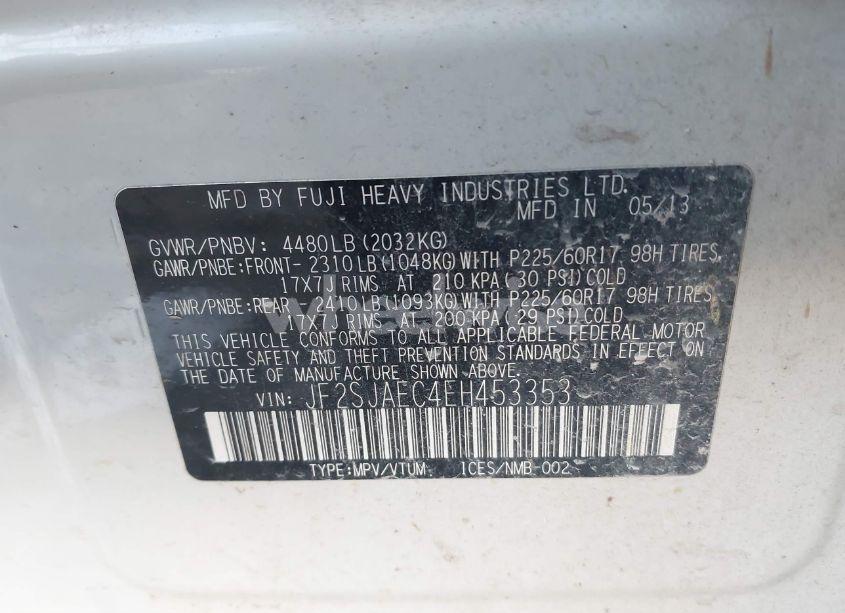 MFD BY FUJI HEAVY INDUSTRIES LTD.
MFD IN 05/13
GVWR/PNBV: 4480LB (2032KG)
GAWR/PNBE:FRONT- 2310LB (1048KG) WITH P225/60R17 98H TIRES,
17X7J RIMS AT 210 KPA (30 PSI) COLD
GAWR/PNBE:REAR - 2410LB (1093KG) WITH P225/60R17 98H TIRES,
17X7J RIMS AT 200 KPA (29 PSI) COLD
THIS VEHICLE CONFORMS TO ALL APPLICABLE FEDERAL MOTOR
VEHICLE SAFETY AND THEFT PREVENTION STANDARDS IN EFFECT ON
THE DATE OF MANUFACTURE SHOWN ABOVE.
VIN: JF2SJAEC4EH453353
TYPE:MPV/VTUM ICES/NMB-002